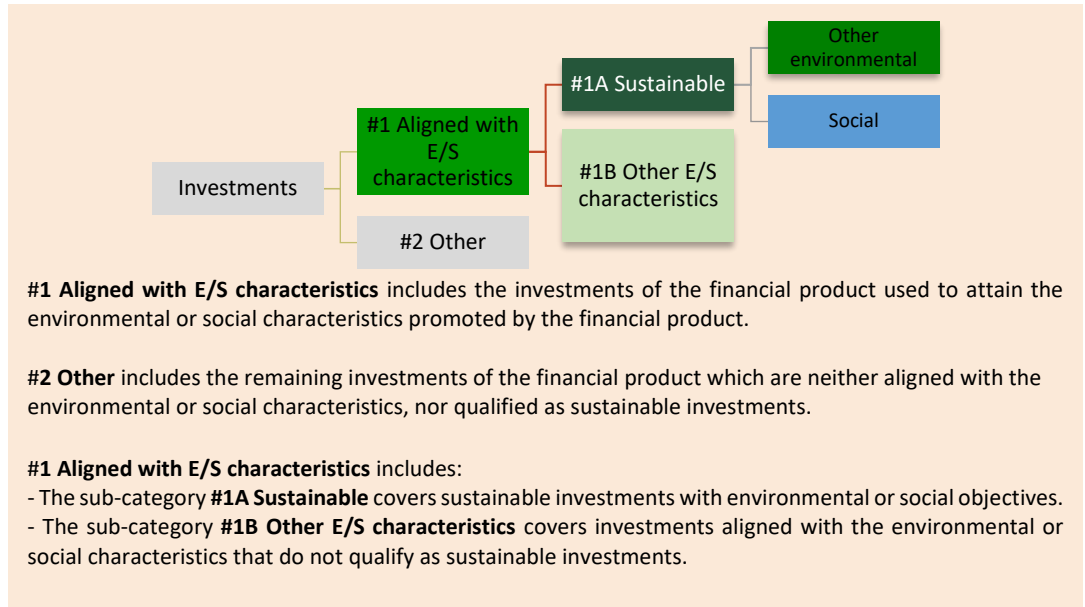 Other
environmental
#1A Sustainable
#1 Aligned with
E/S
characteristics
Social
#1B Other E/S
characteristics
Investments
#2 Other
#1 Aligned with E/S characteristics includes the investments of the financial product used to attain the
environmental or social characteristics promoted by the financial product.
#2 Other includes the remaining investments of the financial product which are neither aligned with the
environmental or social characteristics, nor qualified as sustainable investments.
#1 Aligned with E/S characteristics includes:
- The sub-category #1A Sustainable covers sustainable investments with environmental or social objectives.
- The sub-category #1B Other E/S characteristics covers investments aligned with the environmental or
social characteristics that do not qualify as sustainable investments.